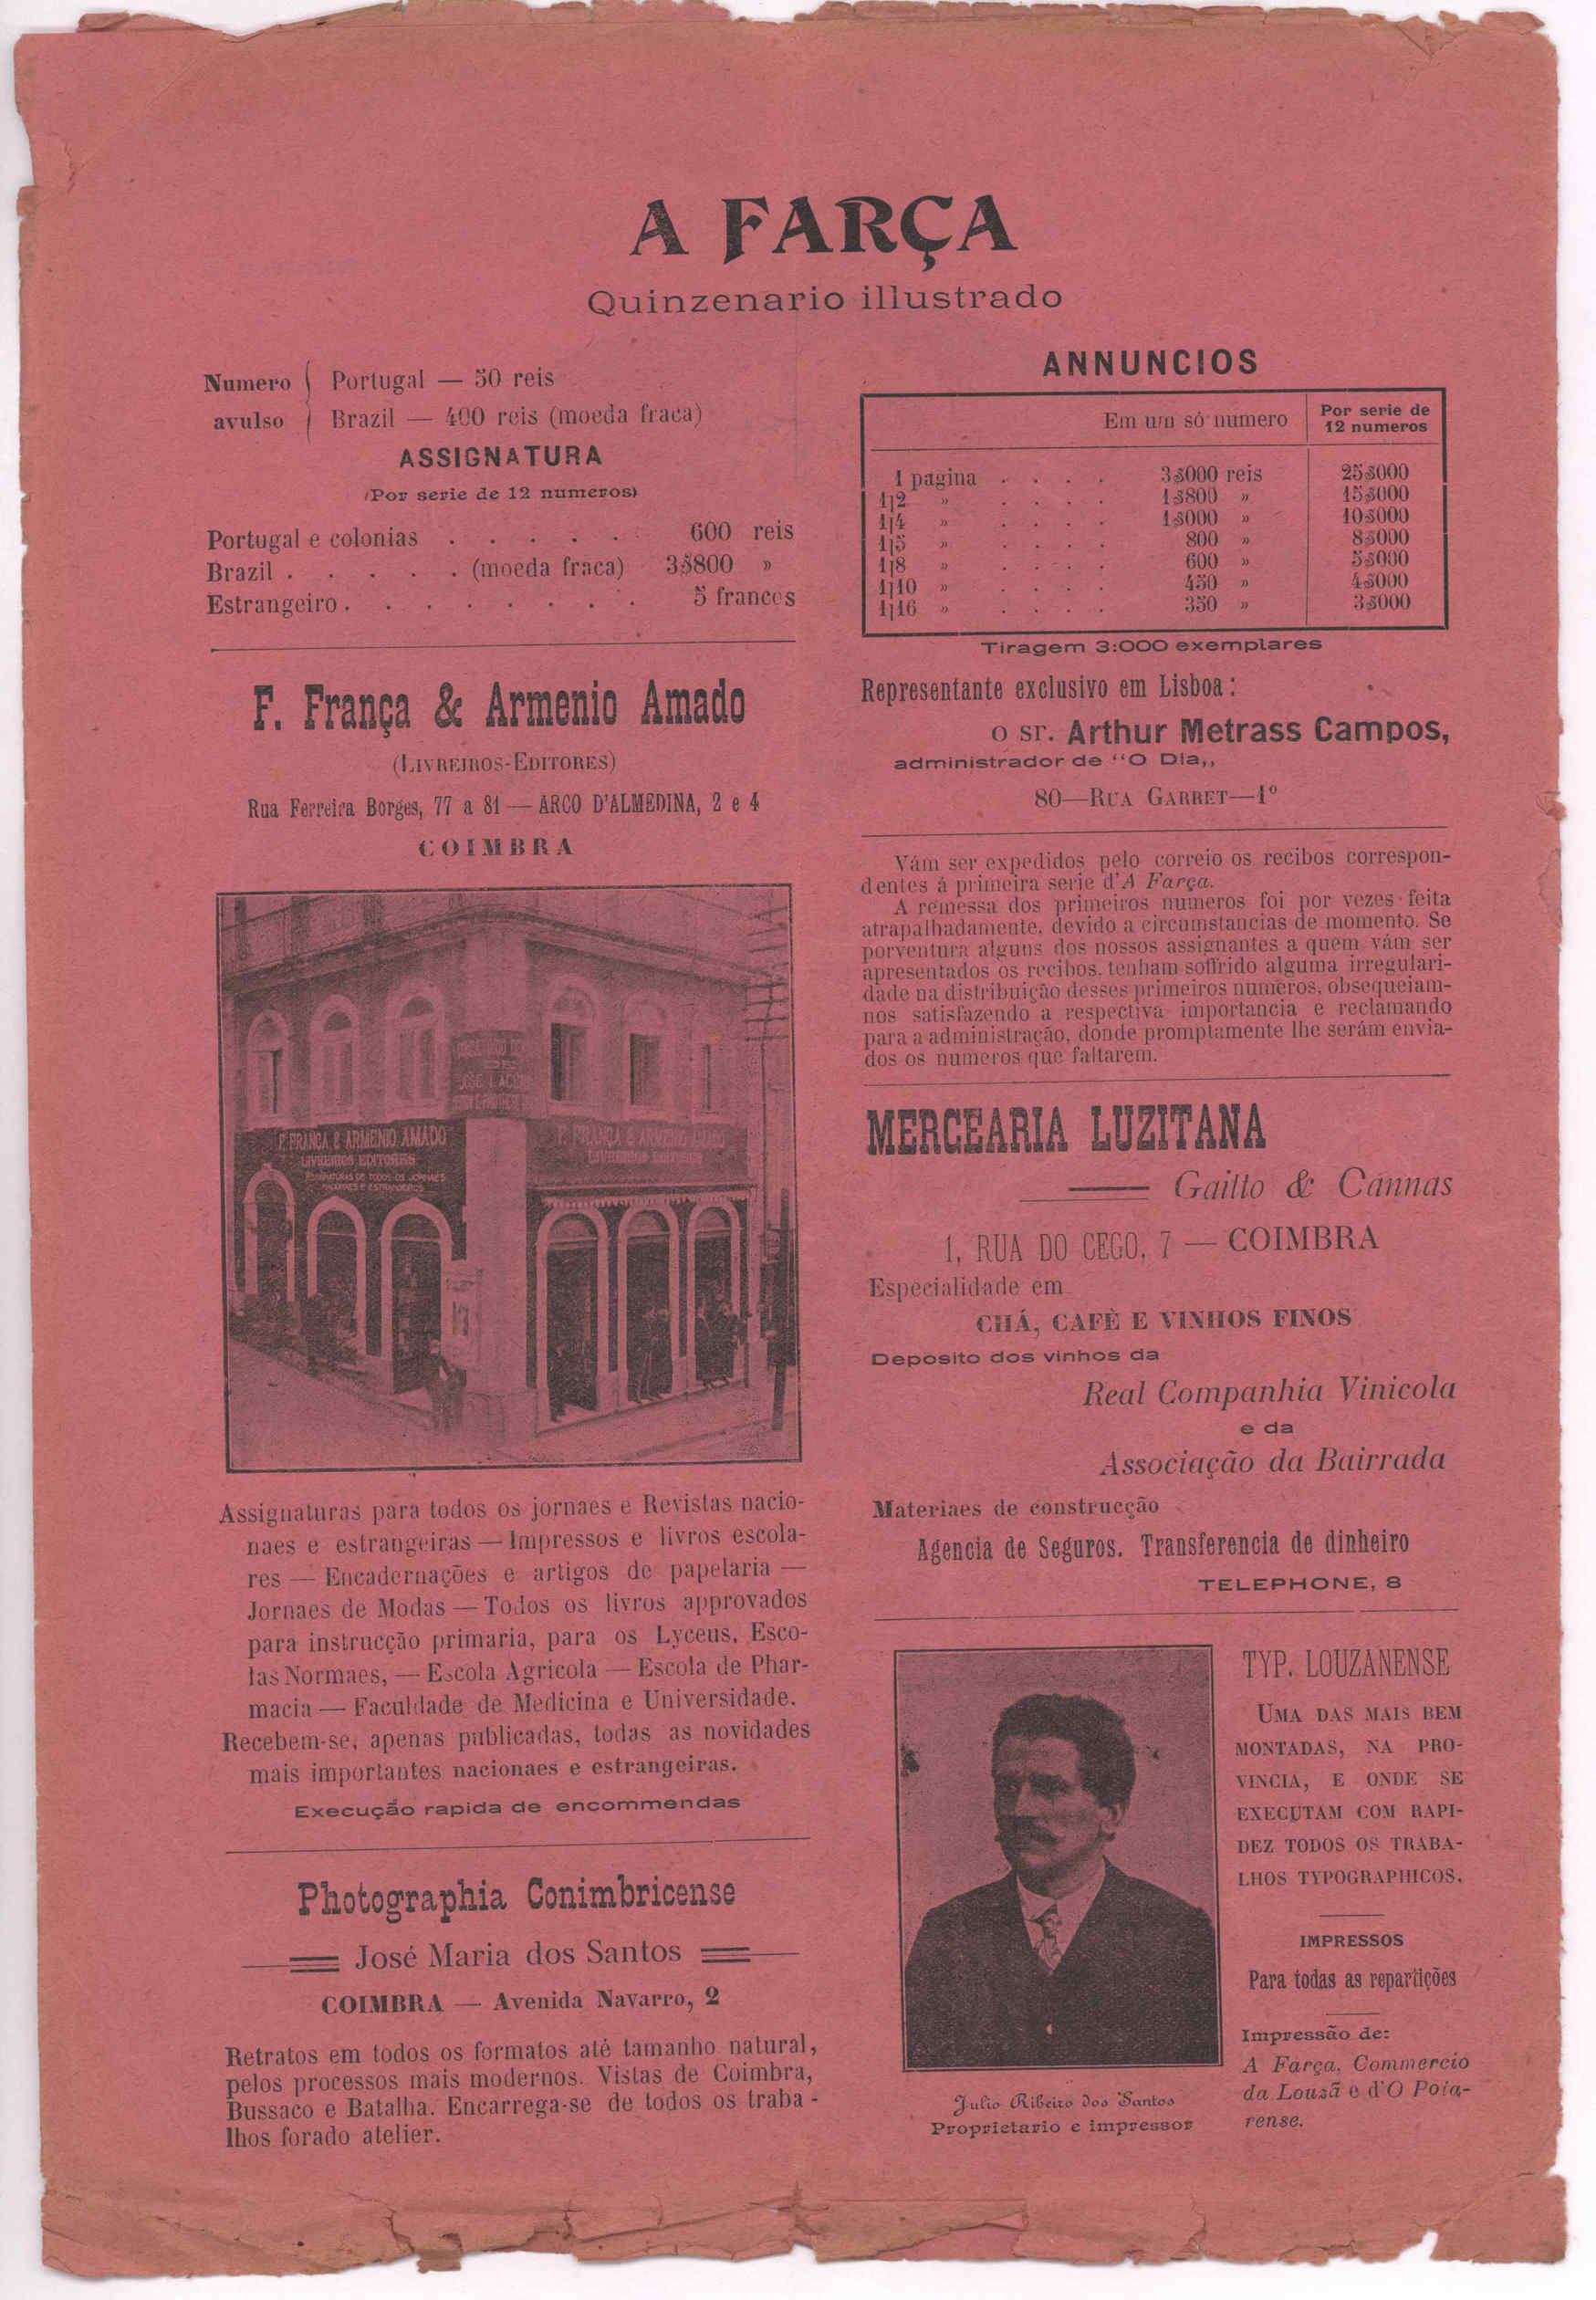 A FARÇA
Quinzenario illustrado
Numero avulso { Portugal — 50 reis
Brazil — 400 reis (moeda fraca)
ASSIGNATURA
(Por serie de 12 numeros)
Portugal e colonias . . . . . . 600 reis
Brazil . . . . . (moeda fraca) 3$800 »
Estrangeiro . . . . . . . . 5 francos
F. França & Armenio Amado
(LIVREIROS-EDITORES)
Rua Ferreira Borges, 77 a 81 — ARCO D'ALMEDINA, 2 e 4
COIMBRA
F. FRANÇA & ARMENIO AMADO
LIVREIROS EDITORES
ASSIGNATURAS DE TODOS OS JORNAES
NACIONAES E ESTRANGEIROS
F. FRANÇA & ARMENIO AMADO
LIVREIROS EDITORES
Assignaturas para todos os jornaes e Revistas nacio-
naes e estrangeiras — Impressos e livros escola-
res — Encadernações e artigos de papelaria —
Jornaes de Modas — Todos os livros approvados
para instrucção primaria, para os Lyceus, Esco-
las Normaes, — Escola Agricola — Escola de Phar-
macia — Faculdade de Medicina e Universidade.
Recebem-se, apenas publicadas, todas as novidades
mais importantes nacionaes e estrangeiras.
Execução rapida de encommendas
Photographia Conimbricense
José Maria dos Santos
COIMBRA — Avenida Navarro, 2
Retratos em todos os formatos até tamanho natural,
pelos processos mais modernos. Vistas de Coimbra,
Bussaco e Batalha. Encarrega-se de todos os traba-
lhos forado atelier.
ANNUNCIOS
Em um só numero Por serie de 12 numeros
1 pagina . . . . 3$000 reis 25$000
1|2 » . . . . 1$800 » 15$000
1|4 » . . . . 1$000 » 10$000
1|5 » . . . . 800 » 8$000
1|8 » . . . . 600 » 5$000
1|10 » . . . . 450 » 4$000
1|16 » . . . . 350 » 3$000
Tiragem 3:000 exemplares
Representante exclusivo em Lisboa:
o sr. Arthur Metrass Campos,
administrador de “O Dia„
80—RUA GARRET—1º
Vám ser expedidos pelo correio os recibos correspon-
dentes á primeira serie d'A Farça.
A remessa dos primeiros numeros foi por vezes feita
atrapalhadamente, devido a circumstancias de momento. Se
porventura alguns dos nossos assignantes a quem vám ser
apresentados os recibos, tenham soffrido alguma irregulari-
dade na distribuição desses primeiros numeros, obsequeiam-
nos satisfazendo a respectiva importancia e reclamando
para a administração, donde promptamente lhe serám envia-
dos os numeros que faltarem.
MERCEARIA LUZITANA
Gaitto & Cannas
1, RUA DO CEGO, 7 — COIMBRA
Especialidade em
CHÁ, CAFÈ E VINHOS FINOS
Deposito dos vinhos da
Real Companhia Vinicola
e da
Associação da Bairrada
Materiaes de construcção
Agencia de Seguros. Transferencia de dinheiro
TELEPHONE, 8
Julio Ribeiro dos Santos
Proprietario e impressor
TYP. LOUZANENSE
UMA DAS MAIS BEM
MONTADAS, NA PRO-
VINCIA, E ONDE SE
EXECUTAM COM RAPI-
DEZ TODOS OS TRABA-
LHOS TYPOGRAPHICOS.
IMPRESSOS
Para todas as repartições
Impressão de:
A Farça, Commercio
da Louzã e d'O Poia-
rense.